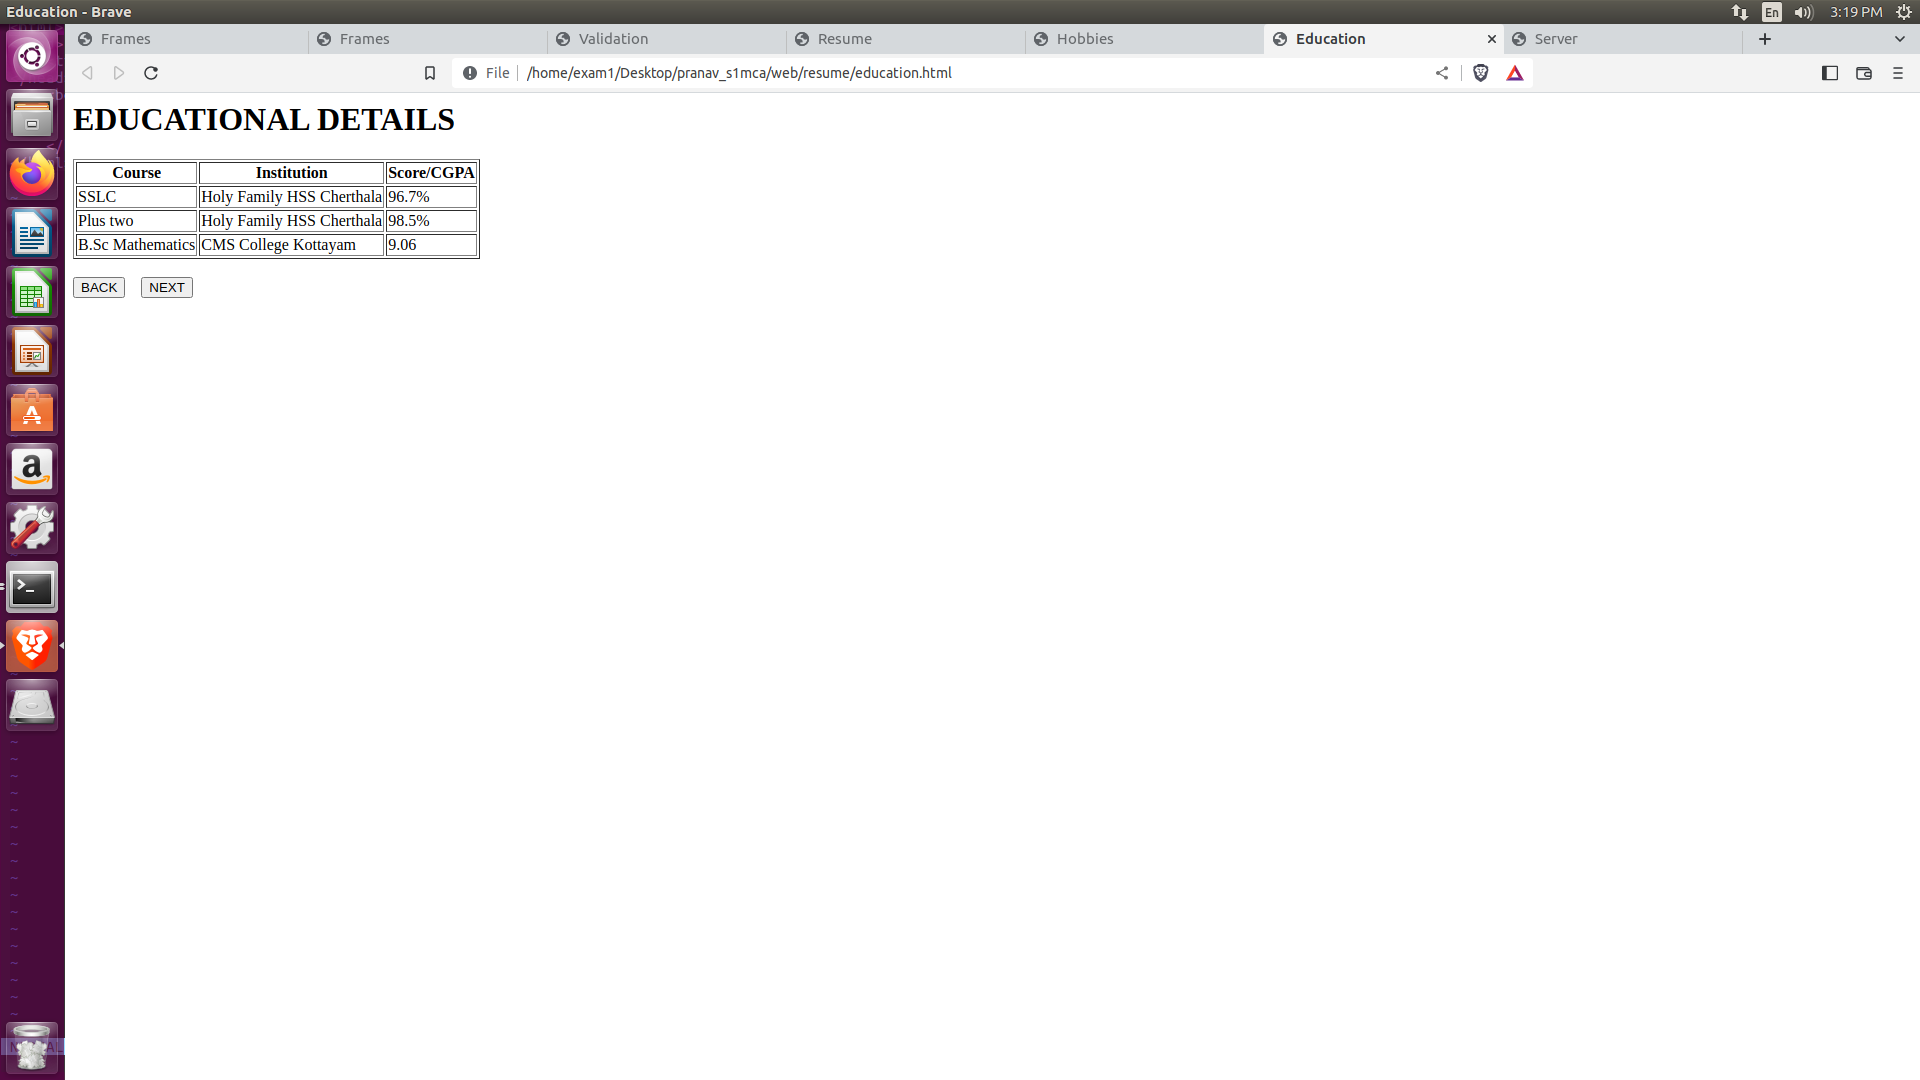 Education - Brave
En
3:19 PM
Frames
Frames
Validation
Resume
Hobbies
Education
Server
File
/home/exam1/Desktop/pranav_s1mca/web/resume/education.html
EDUCATIONAL DETAILS
Course Institution Score/CGPA
SSLC Holy Family HSS Cherthala 96.7%
Plus two Holy Family HSS Cherthala 98.5%
B.Sc Mathematics CMS College Kottayam 9.06
BACK NEXT